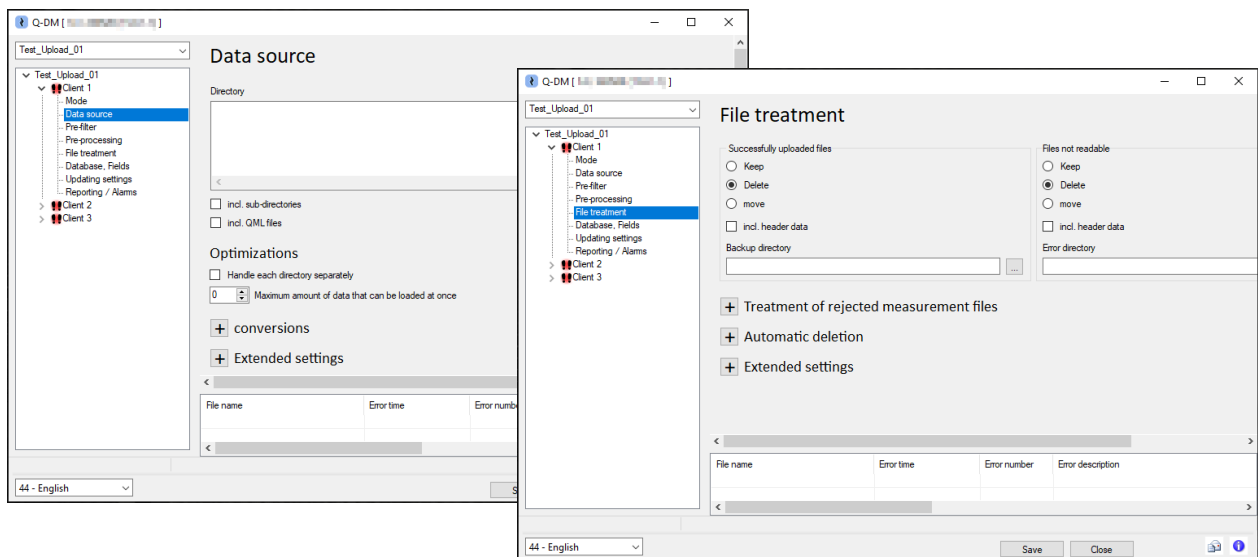 Q-DM [ ]
Test_Upload_01
Test_Upload_01
Client 1
Mode
Data source
Pre-filter
Pre-processing
File treatment
Database, Fields
Updating settings
Reporting / Alarms
Client 2
Client 3
Data source
Directory
incl. sub-directories
incl. QML files
Optimizations
Handle each directory separately
0 Maximum amount of data that can be loaded at once
+ conversions
+ Extended settings
File name Error time Error numbe
44 - English
S
Q-DM [ ]
Test_Upload_01
Test_Upload_01
Client 1
Mode
Data source
Pre-filter
Pre-processing
File treatment
Database, Fields
Updating settings
Reporting / Alarms
Client 2
Client 3
File treatment
Successfully uploaded files
Keep
Delete
move
incl. header data
Backup directory
...
Files not readable
Keep
Delete
move
incl. header data
Error directory
+ Treatment of rejected measurement files
+ Automatic deletion
+ Extended settings
File name Error time Error number Error description
44 - English
Save Close